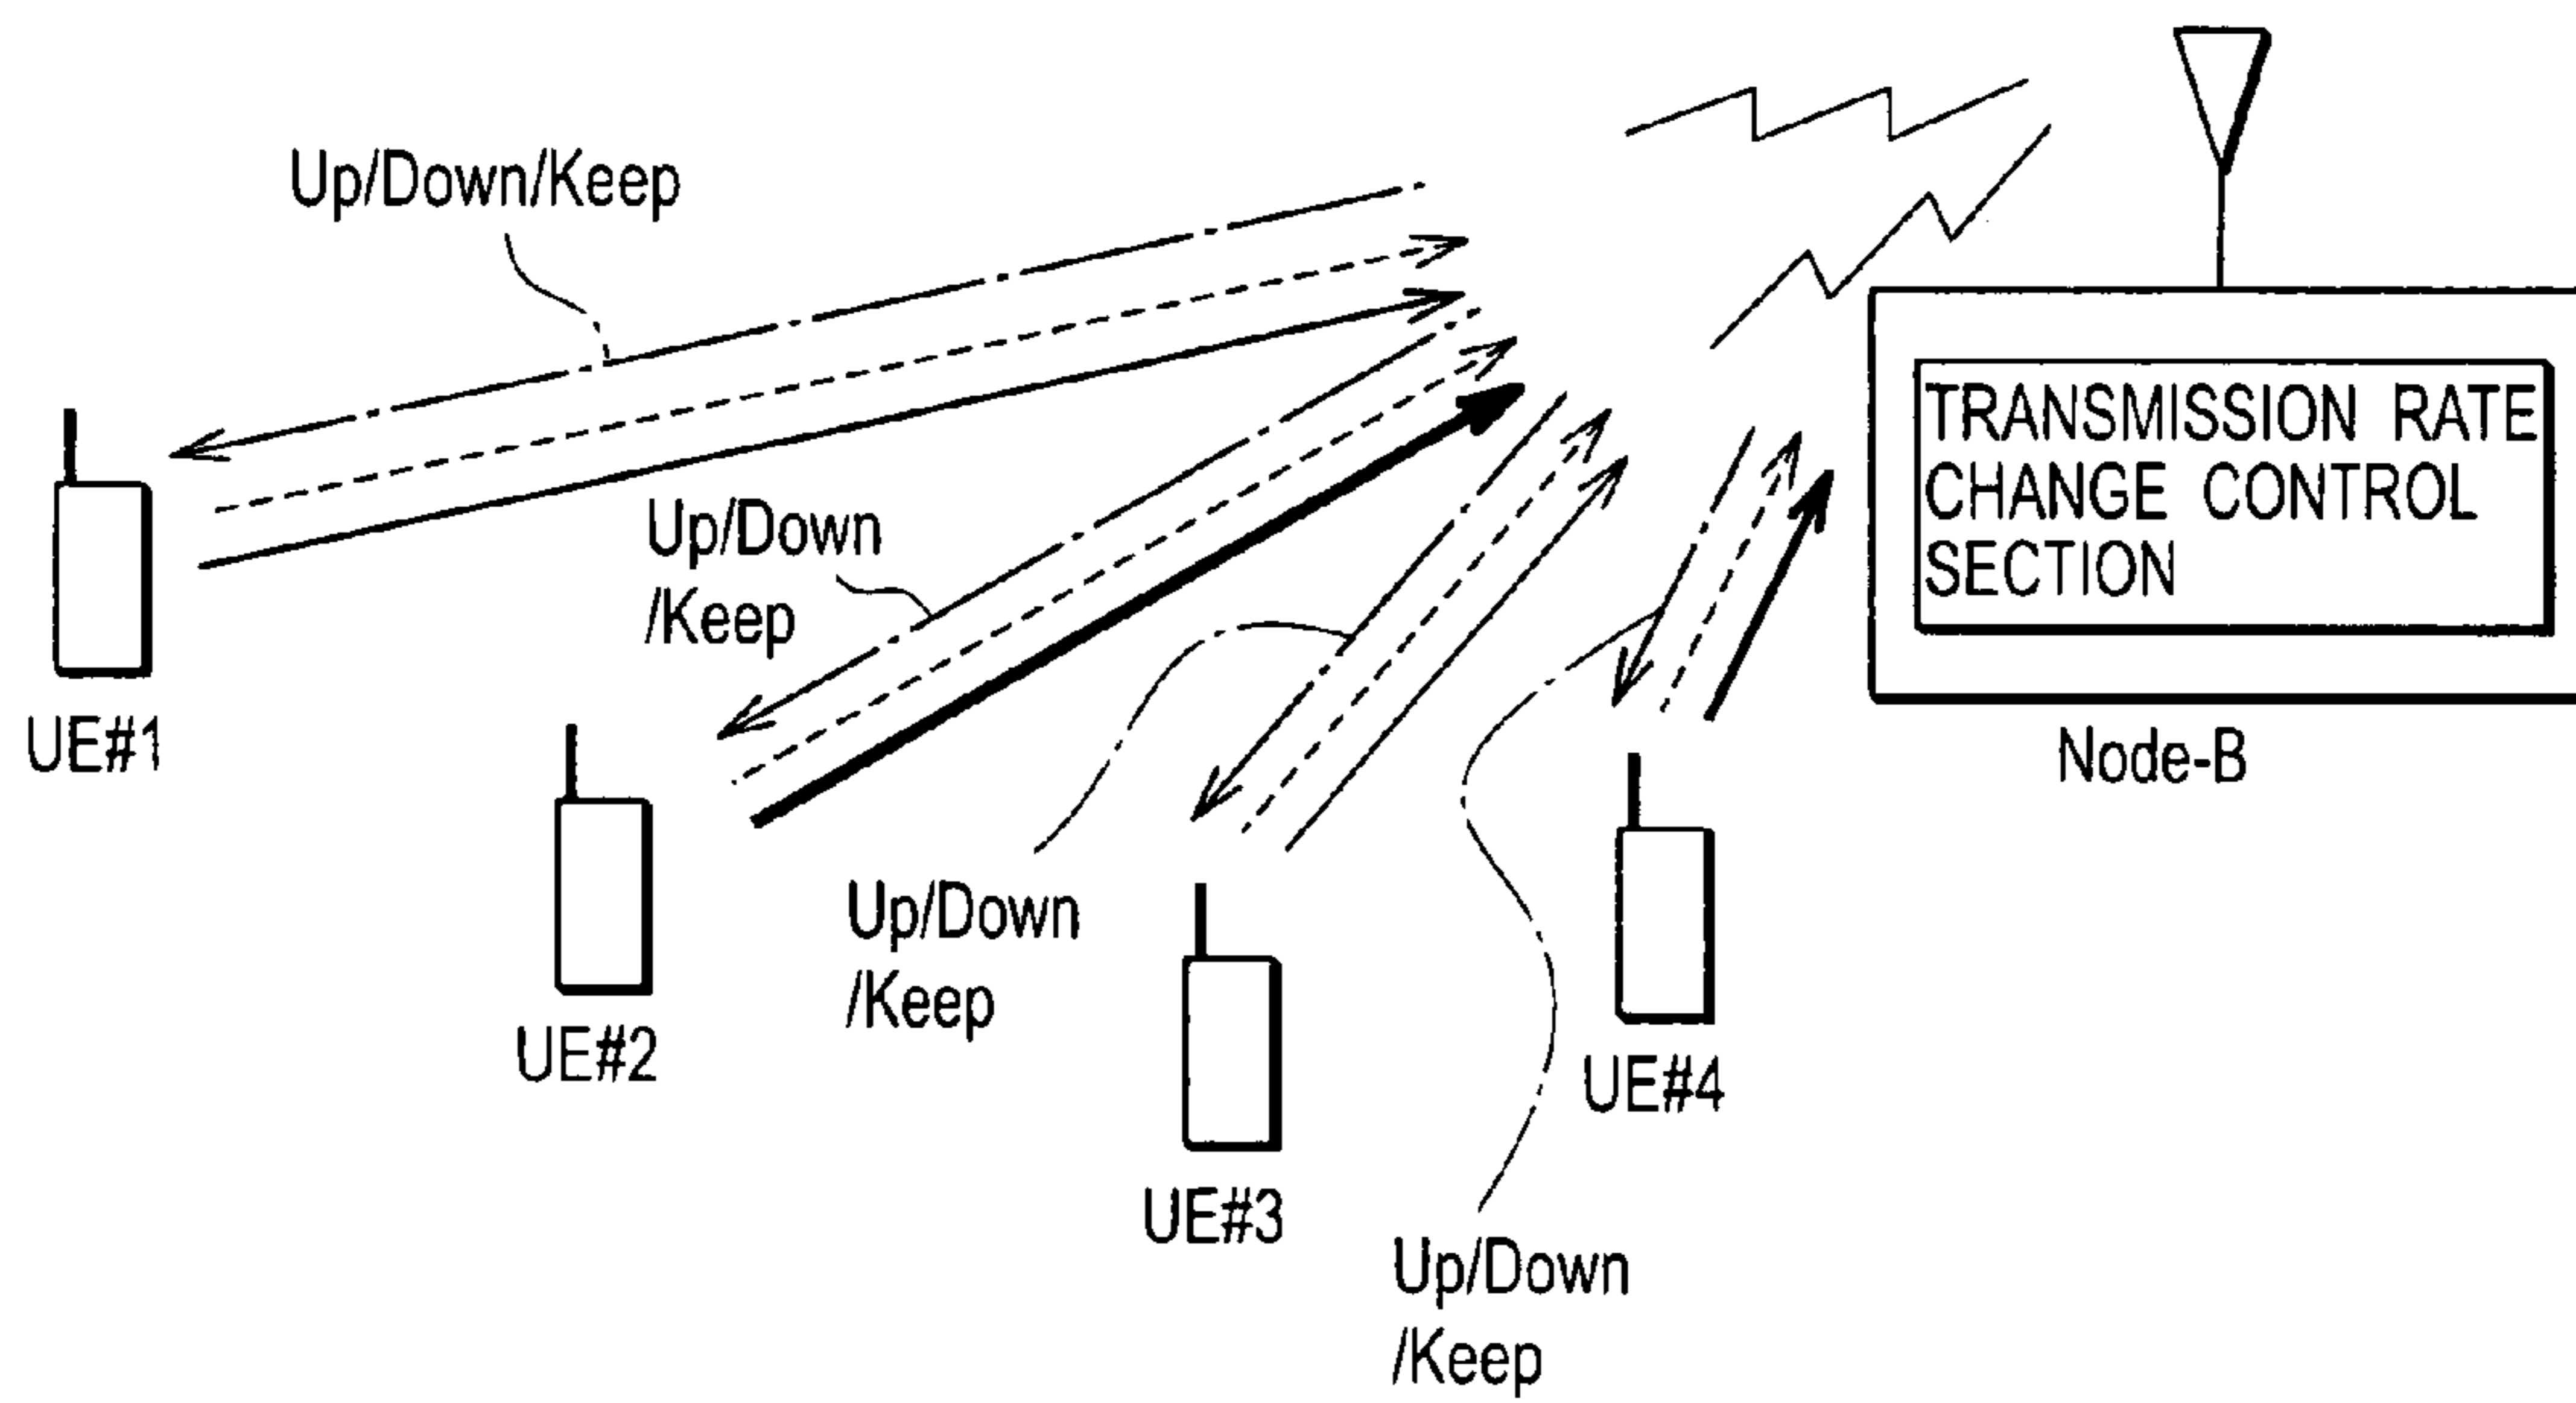 Up/Down/Keep
TRANSMISSION RATE
CHANGE CONTROL
SECTION
Node-B
Up/Down
/Keep
UE#1
UE#2
Up/Down
/Keep
UE#3
UE#4
Up/Down
/Keep